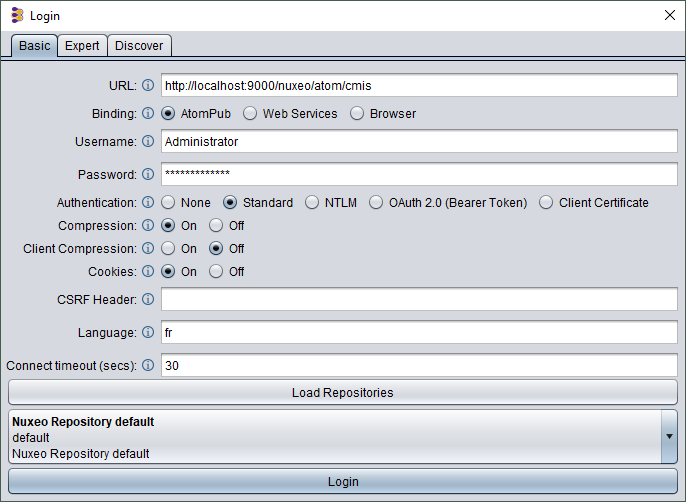 Login
Basic Expert Discover
URL: http://localhost:9000/nuxeo/atom/cmis
Binding: AtomPub Web Services Browser
Username: Administrator
Password: *************
Authentication: None Standard NTLM OAuth 2.0 (Bearer Token) Client Certificate
Compression: On Off
Client Compression: On Off
Cookies: On Off
CSRF Header:
Language: fr
Connect timeout (secs): 30
Load Repositories
Nuxeo Repository default
default
Nuxeo Repository default
Login